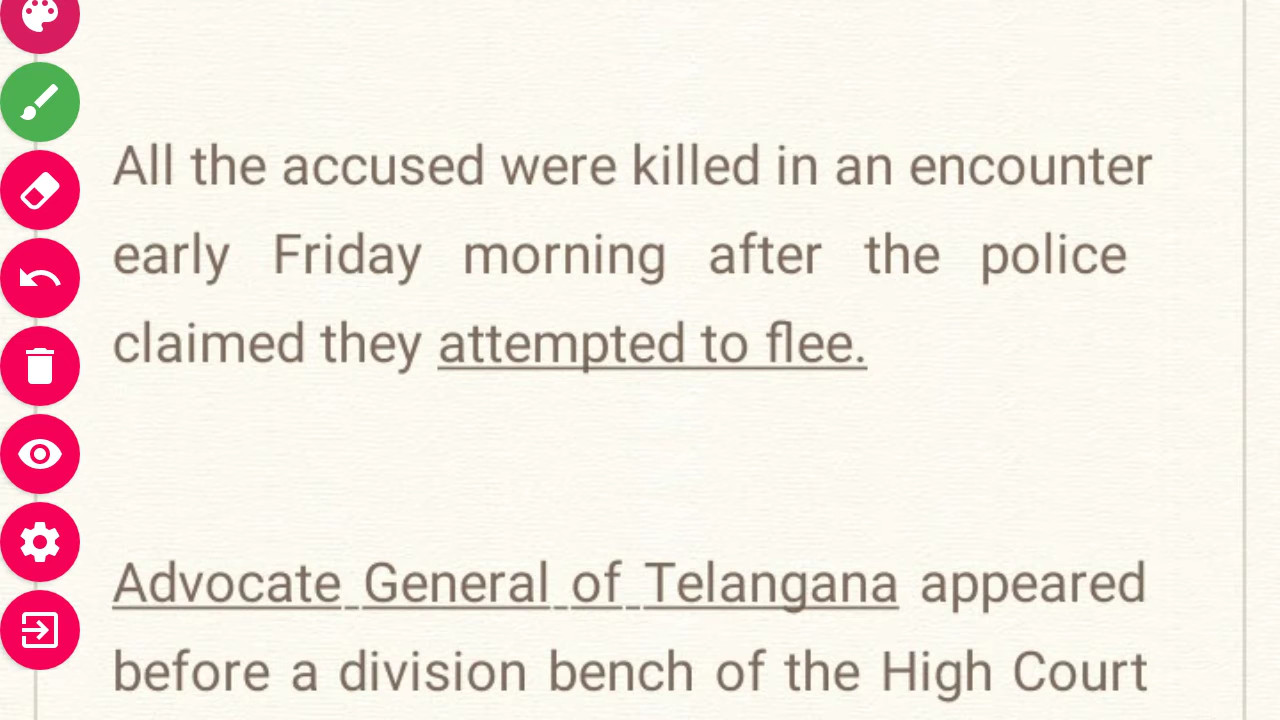 All the accused were killed in an encounter
early Friday morning after the police
claimed they attempted to flee.
Advocate General of Telangana appeared
before a division bench of the High Court